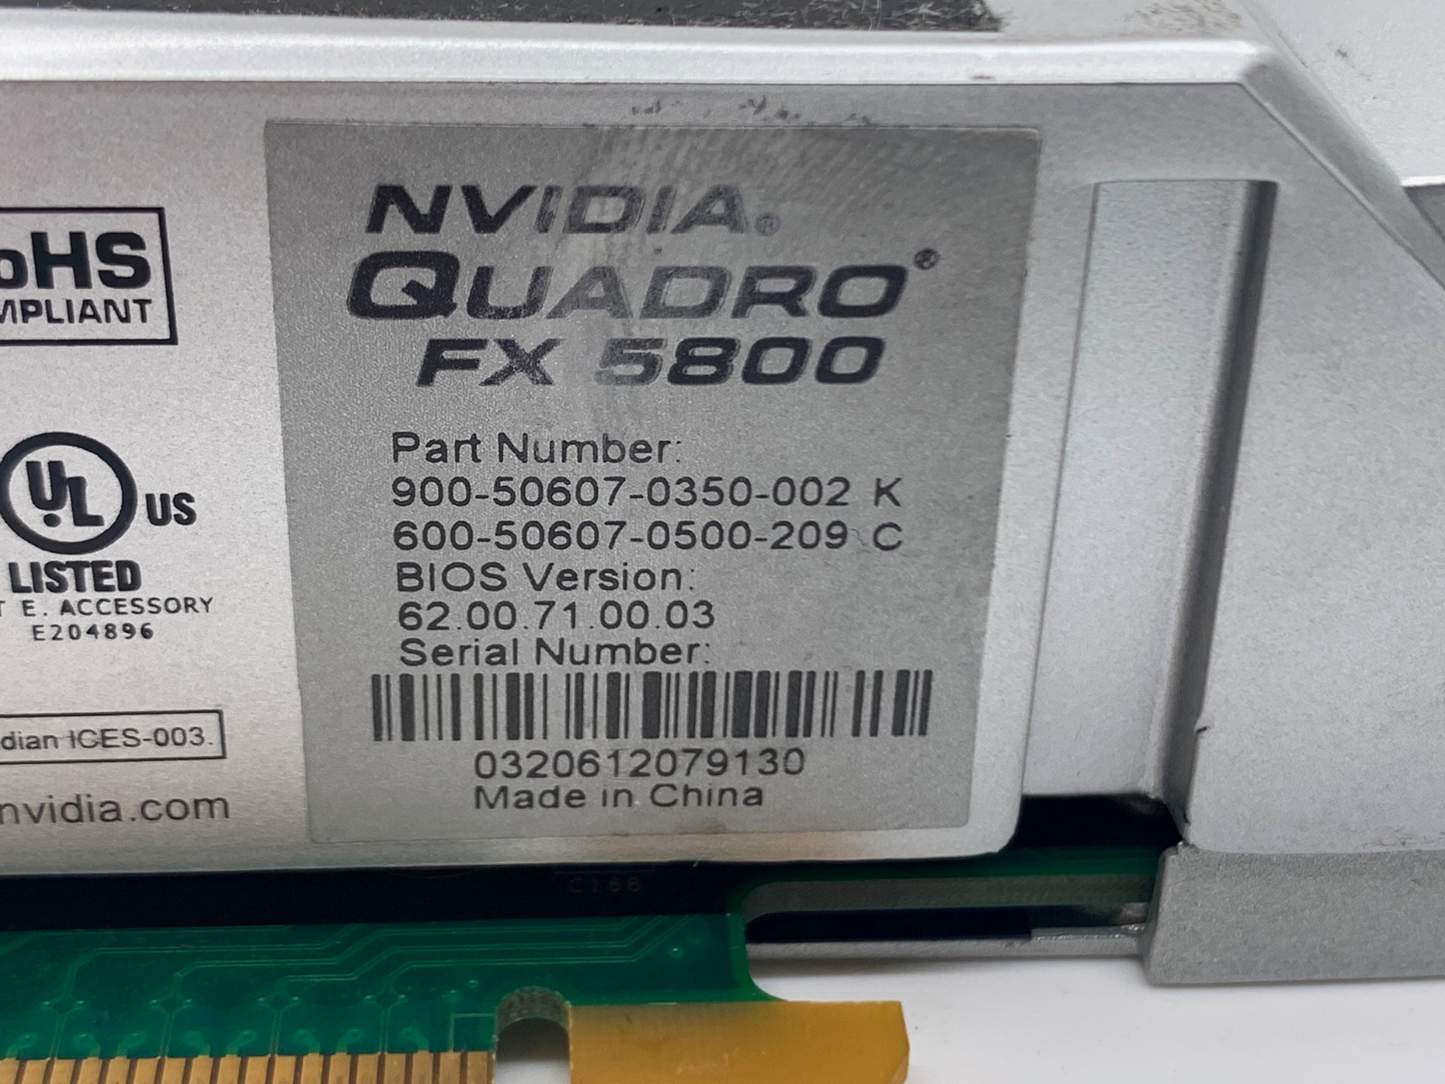 oHS
MPLIANT
UL US
LISTED
T E. ACCESSORY
E204896
dian ICES-003.
nvidia.com
NVIDIA®
QUADRO®
FX 5800
Part Number:
900-50607-0350-002 K
600-50607-0500-209 C
BIOS Version:
62.00.71.00.03
Serial Number:
0320612079130
Made in China
C168